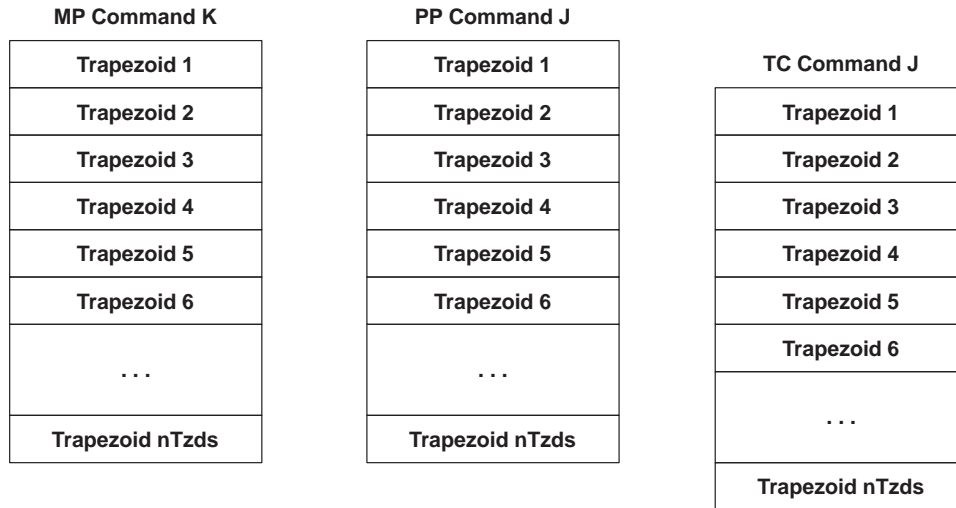 MP Command K
Trapezoid 1
Trapezoid 2
Trapezoid 3
Trapezoid 4
Trapezoid 5
Trapezoid 6
. . .
Trapezoid nTzds
PP Command J
Trapezoid 1
Trapezoid 2
Trapezoid 3
Trapezoid 4
Trapezoid 5
Trapezoid 6
. . .
Trapezoid nTzds
TC Command J
Trapezoid 1
Trapezoid 2
Trapezoid 3
Trapezoid 4
Trapezoid 5
Trapezoid 6
. . .
Trapezoid nTzds